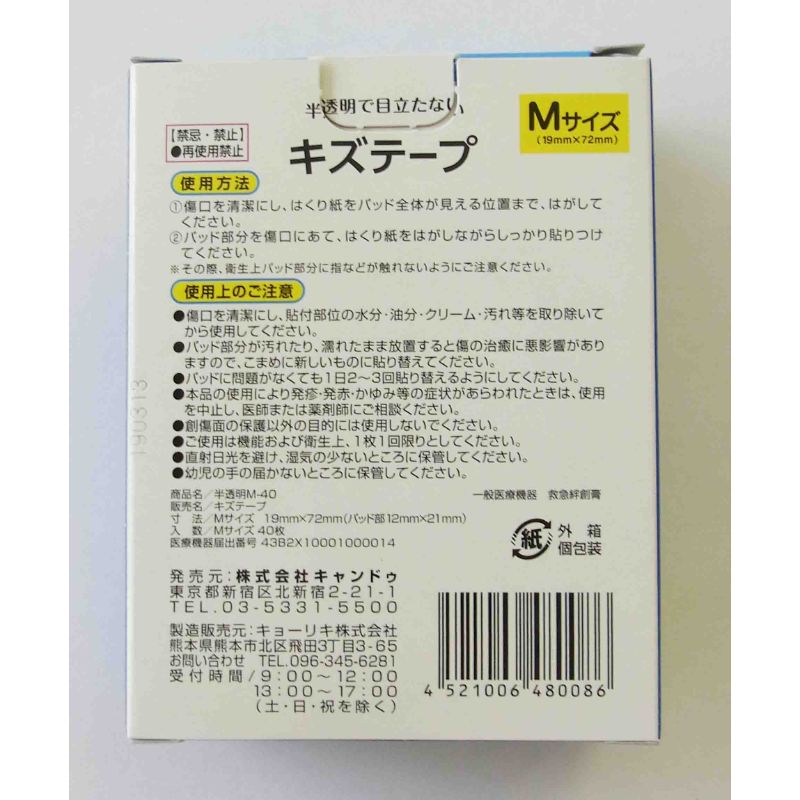 半透明で目立たない
Mサイズ
(19mm×72mm)
【禁忌・禁止】
●再使用禁止
キズテープ
使用方法
①傷口を清潔にし、はくり紙をパッド全体が見える位置まで、はがして
ください。
②パッド部分を傷口にあて、はくり紙をはがしながらしっかり貼りつけ
てください。
※その際、衛生上パッド部分に指などが触れないようにご注意ください。
使用上のご注意
●傷口を清潔にし、貼付部位の水分・油分・クリーム・汚れ等を取り除いて
から使用してください。
●パッド部分が汚れたり、濡れたまま放置すると傷の治癒に悪影響があり
ますので、こまめに新しいものに貼り替えてください。
●パッドに問題がなくても1日2〜3回貼り替えるようにしてください。
●本品の使用により発疹・発赤・かゆみ等の症状があらわれたときは、使用
を中止し、医師または薬剤師にご相談ください。
●創傷面の保護以外の目的には使用しないでください。
●ご使用は機能および衛生上、1枚1回限りとしてください。
●直射日光を避け、湿気の少ないところに保管してください。
●幼児の手の届かないところに保管してください。
190313
商品名/半透明M-40
一般医療機器 救急絆創膏
販売名/キズテープ
寸 法/Mサイズ 19mm×72mm(パッド部12mm×21mm)
入 数/Mサイズ 40枚
医療機器届出番号 43B2X10001000014
紙
外 箱
個包装
発売元:株式会社キャンドゥ
東京都新宿区北新宿2-21-1
TEL.03-5331-5500
製造販売元:キョーリキ株式会社
熊本県熊本市北区飛田3丁目3-65
お問い合わせ TEL.096-345-6281
受付時間/9:00〜12:00
13:00〜17:00
(土・日・祝を除く)
4 521006 480086